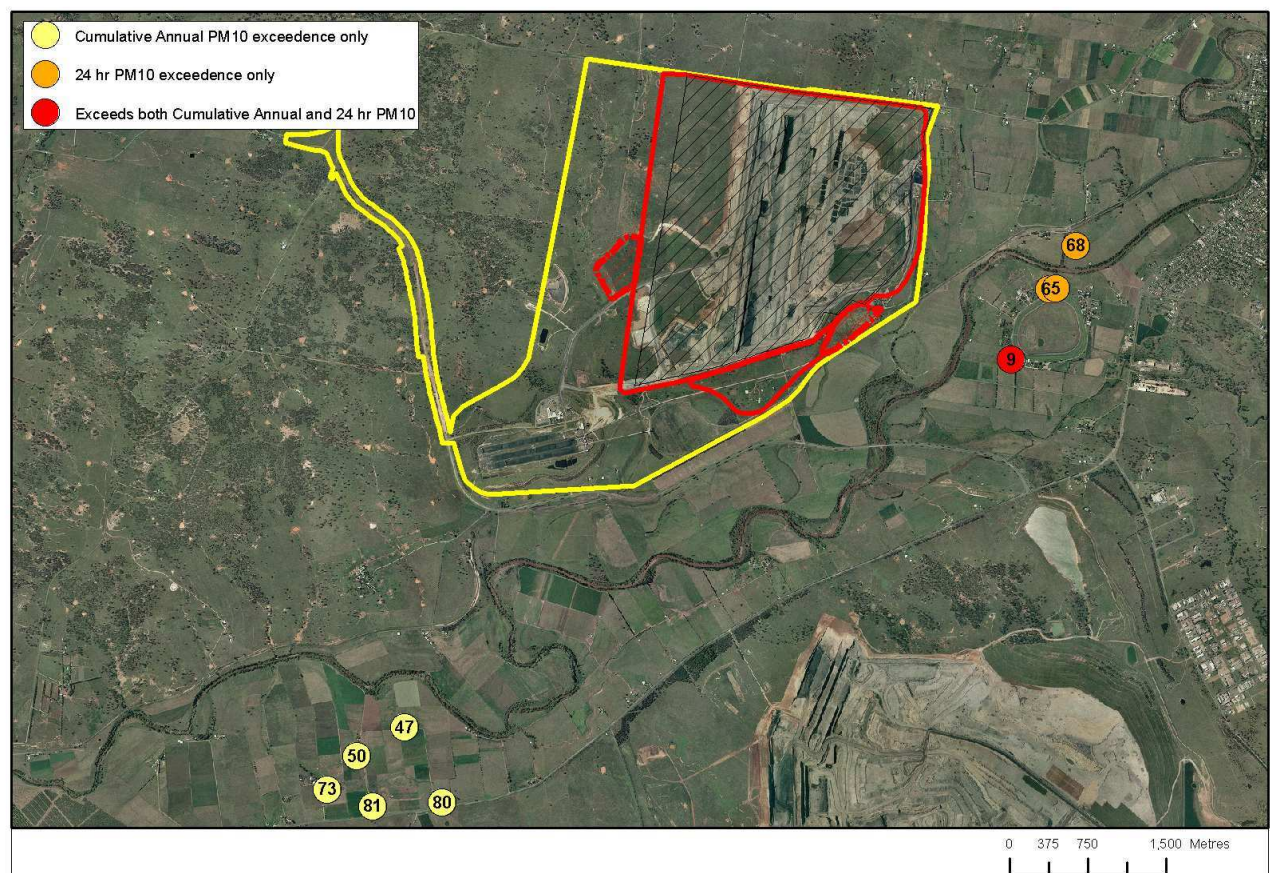 Cumulative Annual PM10 exceedence only
24 hr PM10 exceedence only
Exceeds both Cumulative Annual and 24 hr PM10
68
65
9
47
50
73
81
80
0 375 750 1,500 Metres